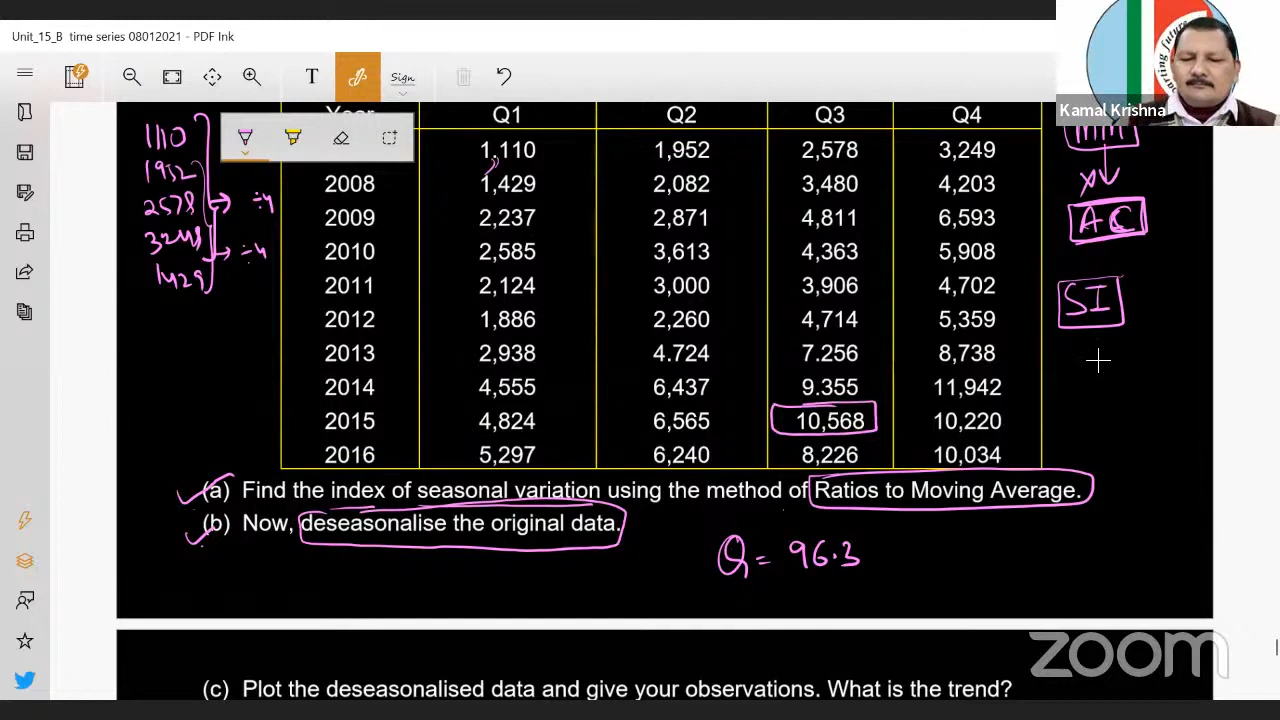 Unit_15_B time series 08012021 - PDF Ink
T
Sign
arting future
Kamal Krishna
Year Q1 Q2 Q3 Q4
1,110 1,952 2,578 3,249
2008 1,429 2,082 3,480 4,203
2009 2,237 2,871 4,811 6,593
2010 2,585 3,613 4,363 5,908
2011 2,124 3,000 3,906 4,702
2012 1,886 2,260 4,714 5,359
2013 2,938 4.724 7.256 8,738
2014 4,555 6,437 9.355 11,942
2015 4,824 6,565 10,568 10,220
2016 5,297 6,240 8,226 10,034
1110
1952
2578 ÷4
3249 ÷4
1429
AC
SI
(a) Find the index of seasonal variation using the method of Ratios to Moving Average.
(b) Now, deseasonalise the original data.
Q = 96.3
zoom
(c) Plot the deseasonalised data and give your observations. What is the trend?